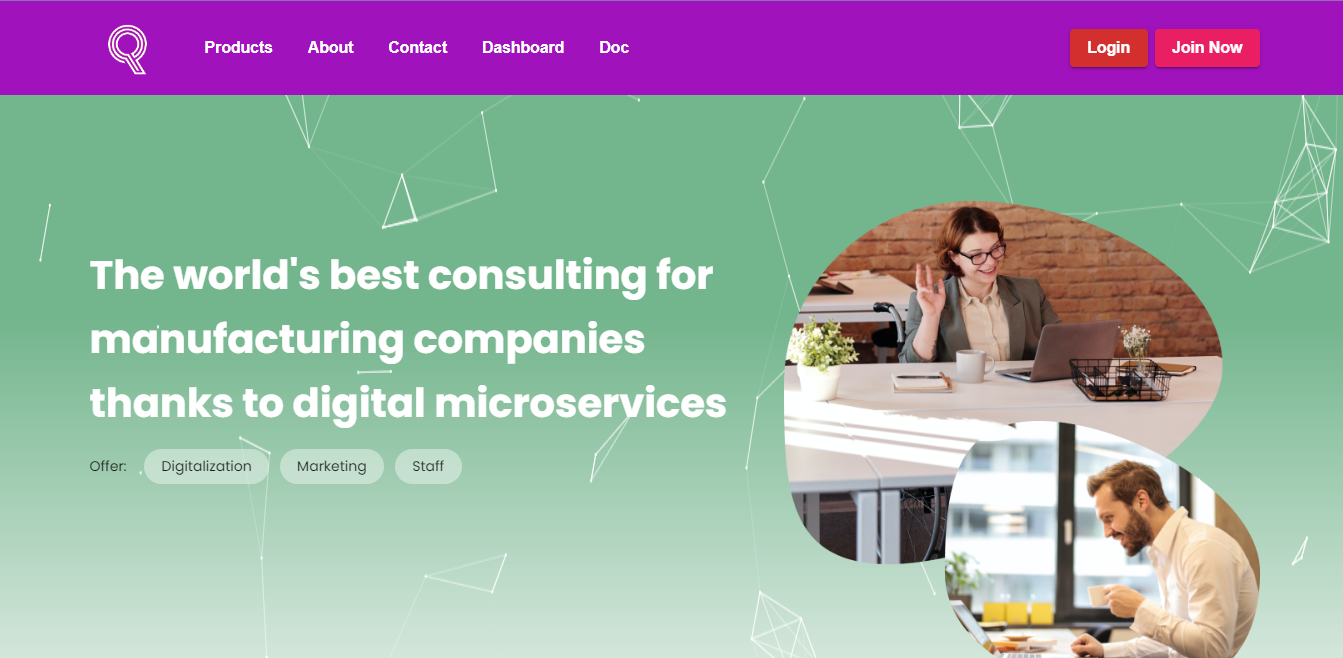 Products About Contact Dashboard Doc Login Join Now
The world's best consulting for
manufacturing companies
thanks to digital microservices
Offer: Digitalization Marketing Staff